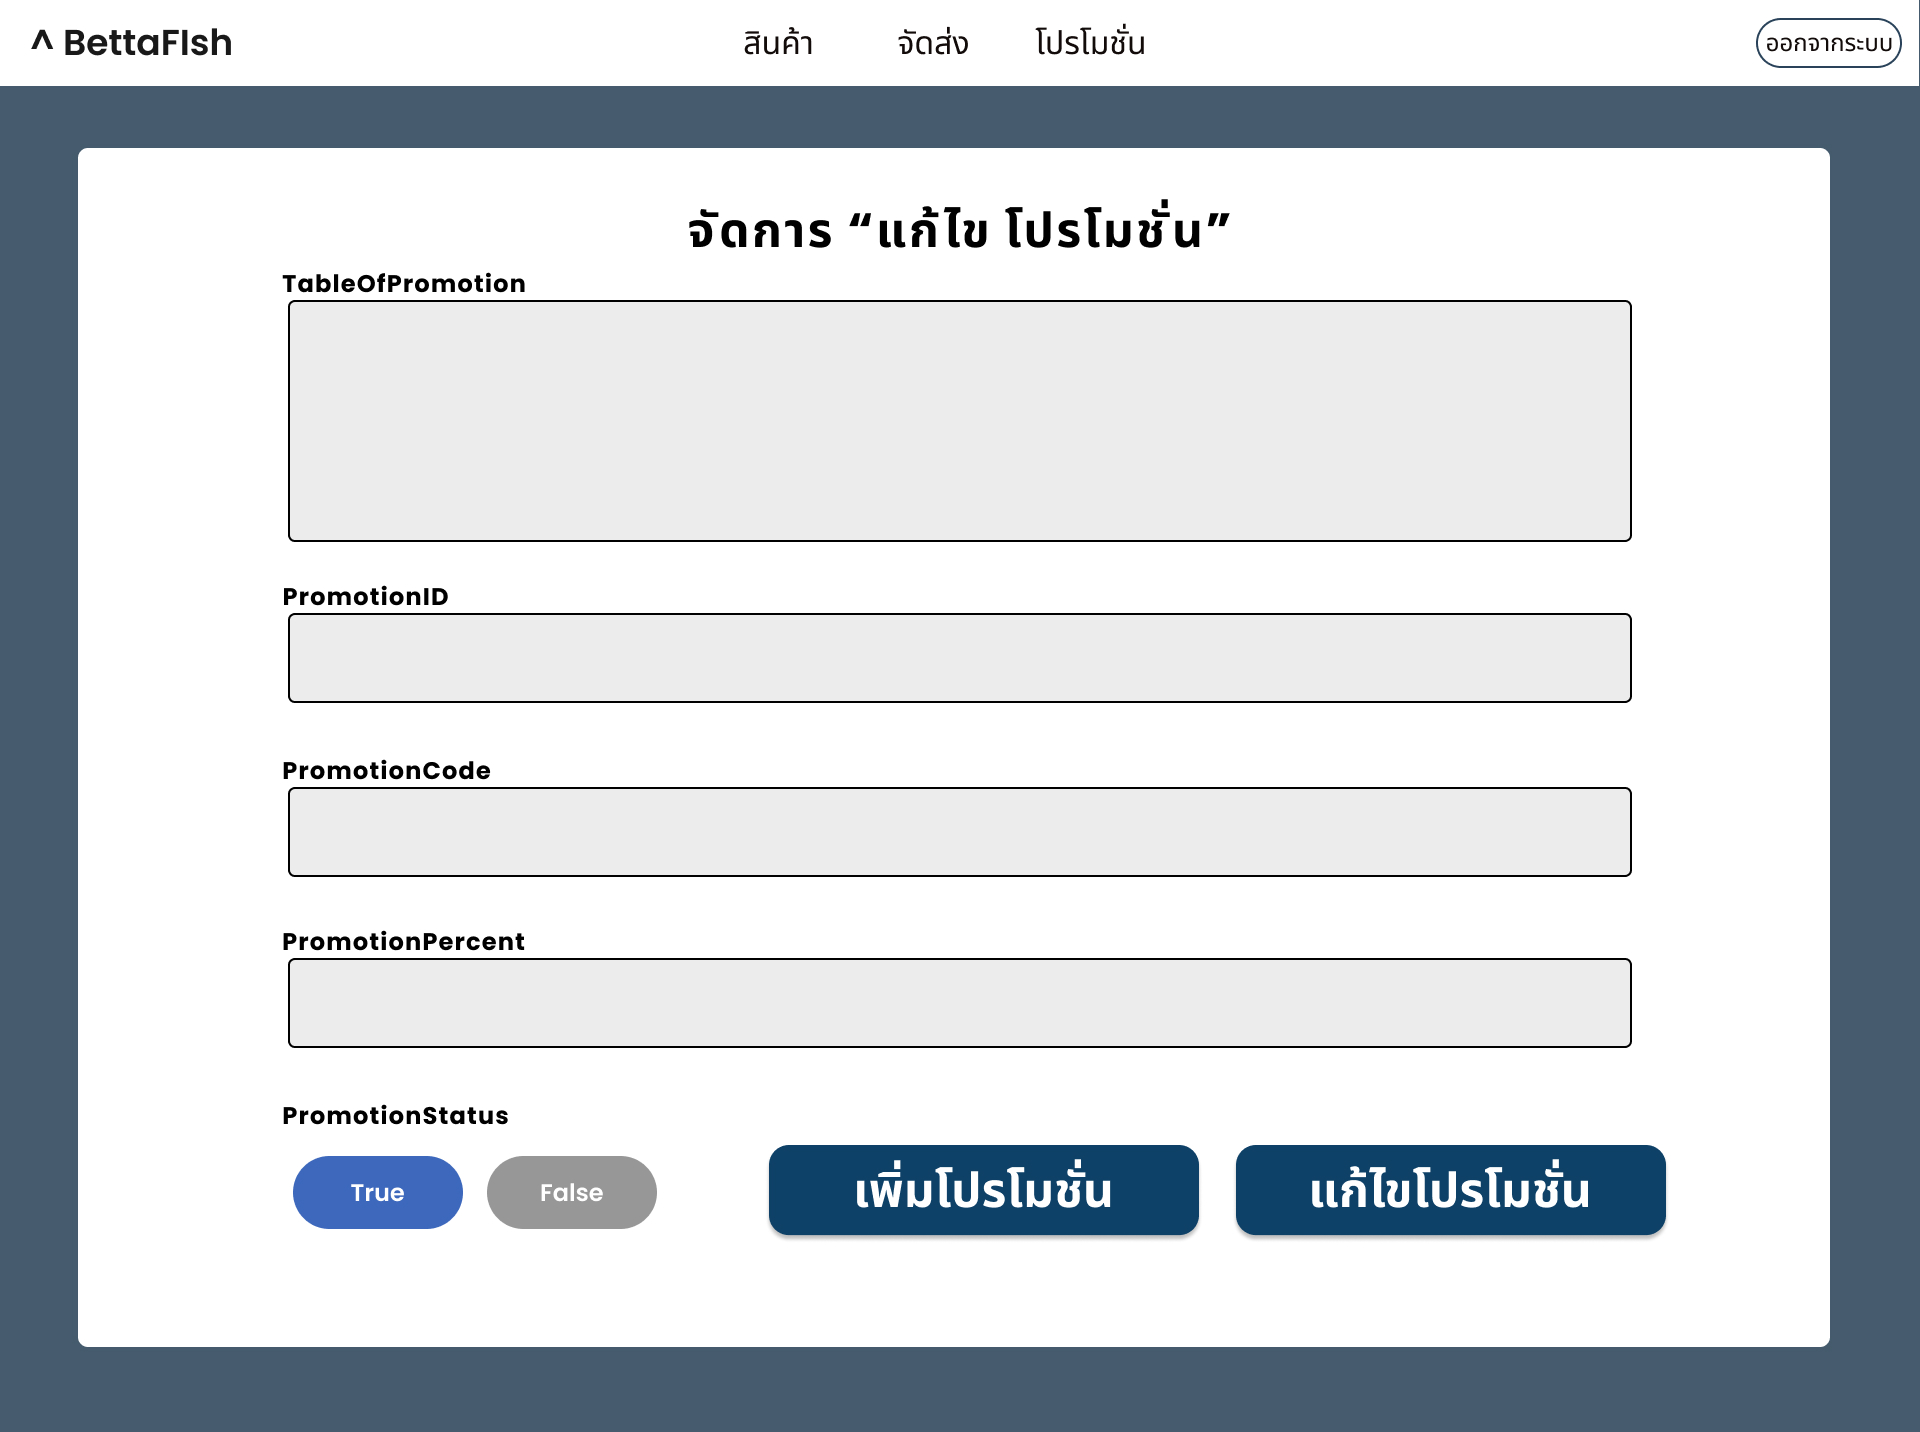 ^ BettaFIsh
สินค้า จัดส่ง โปรโมชั่น
ออกจากระบบ
จัดการ “แก้ไข โปรโมชั่น”
TableOfPromotion
PromotionID
PromotionCode
PromotionPercent
PromotionStatus
True False
เพิ่มโปรโมชั่น แก้ไขโปรโมชั่น